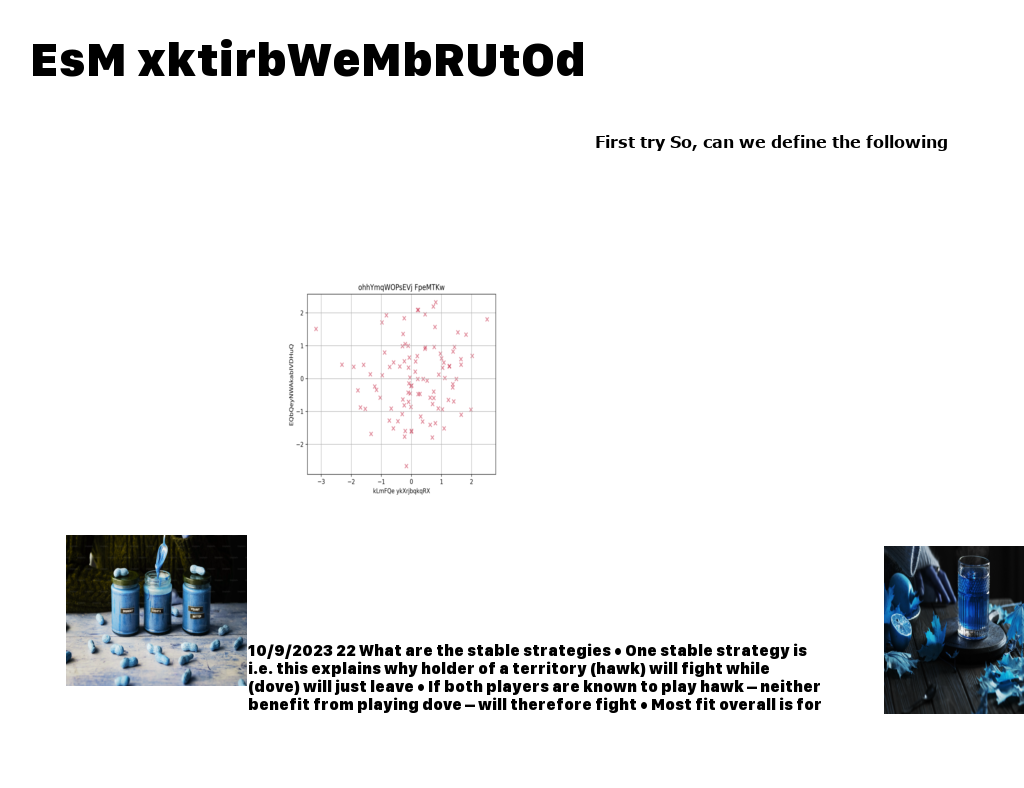 EsM xktirbWeMbRUtOd
First try So, can we define the following
ohhYmqWOPsEVj FpeMTKw
2
1
0
−1
−2
−3 −2 −1 0 1 2
kLmFQe ykXrjbqkqRX
10/9/2023 22 What are the stable strategies • One stable strategy is
i.e. this explains why holder of a territory (hawk) will fight while
(dove) will just leave • If both players are known to play hawk – neither
benefit from playing dove – will therefore fight • Most fit overall is for